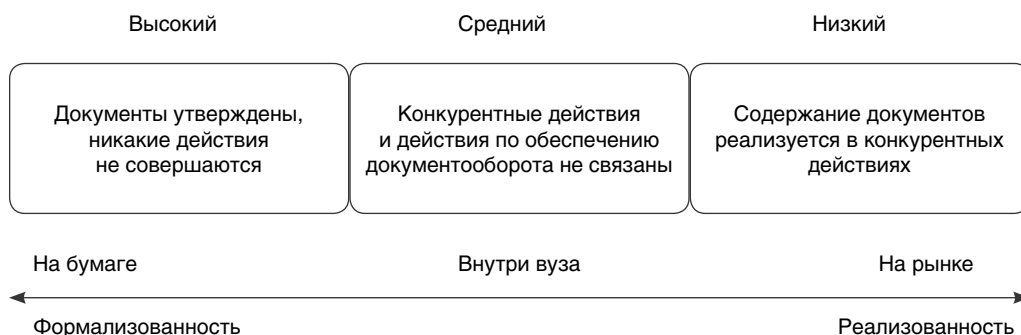 Высокий Средний Низкий
Документы утверждены,
никакие действия
не совершаются
Конкурентные действия
и действия по обеспечению
документооборота не связаны
Содержание документов
реализуется в конкурентных
действиях
На бумаге Внутри вуза На рынке
Формализованность Реализованность